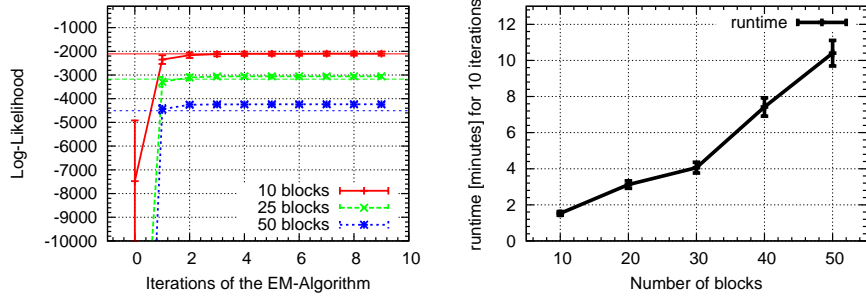 -1000
-2000
-3000
-4000
-5000
-6000
-7000
-8000
-9000
-10000
0 2 4 6 8 10
Log-Likelihood
Iterations of the EM-Algorithm
10 blocks
25 blocks
50 blocks
12
10
8
6
4
2
0
10 20 30 40 50
runtime [minutes] for 10 iterations
Number of blocks
runtime